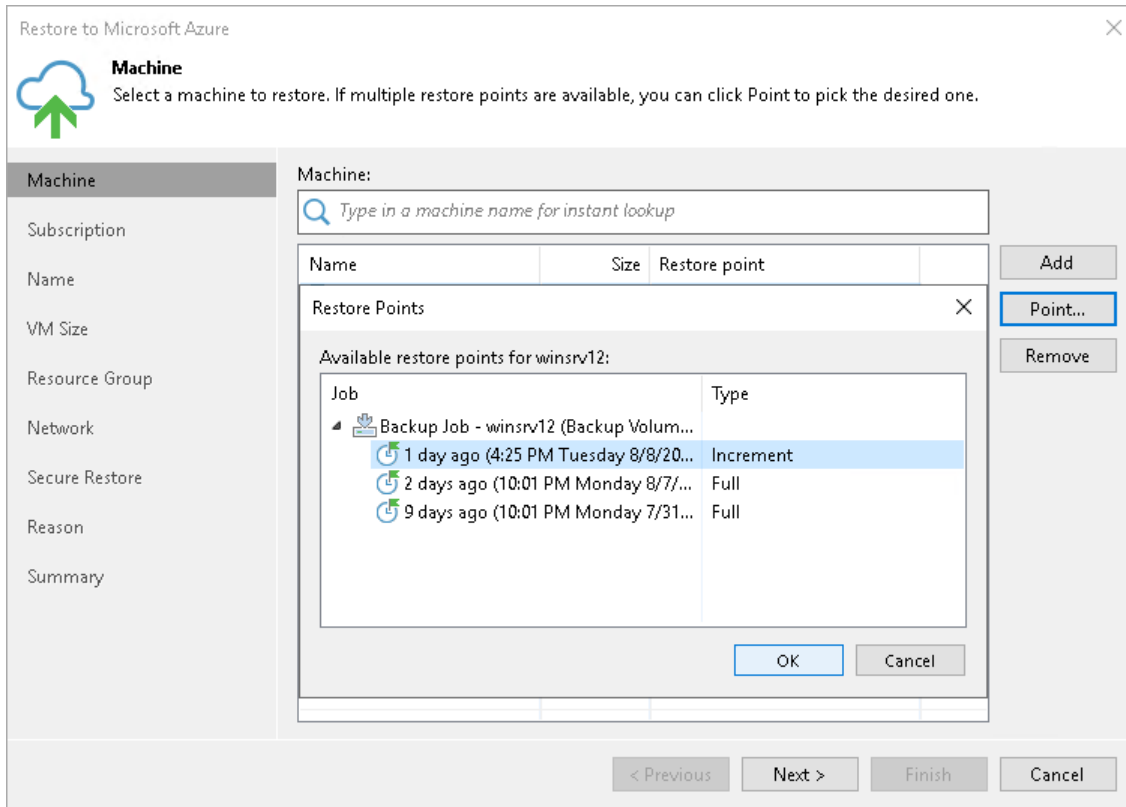 Restore to Microsoft Azure
Machine
Select a machine to restore. If multiple restore points are available, you can click Point to pick the desired one.
Machine
Subscription
Name
VM Size
Resource Group
Network
Secure Restore
Reason
Summary
Machine:
Type in a machine name for instant lookup
Name Size Restore point
Add
Point...
Remove
Restore Points
Available restore points for winsrv12:
Job Type
Backup Job - winsrv12 (Backup Volum...
1 day ago (4:25 PM Tuesday 8/8/20... Increment
2 days ago (10:01 PM Monday 8/7/... Full
9 days ago (10:01 PM Monday 7/31... Full
OK Cancel
< Previous Next > Finish Cancel